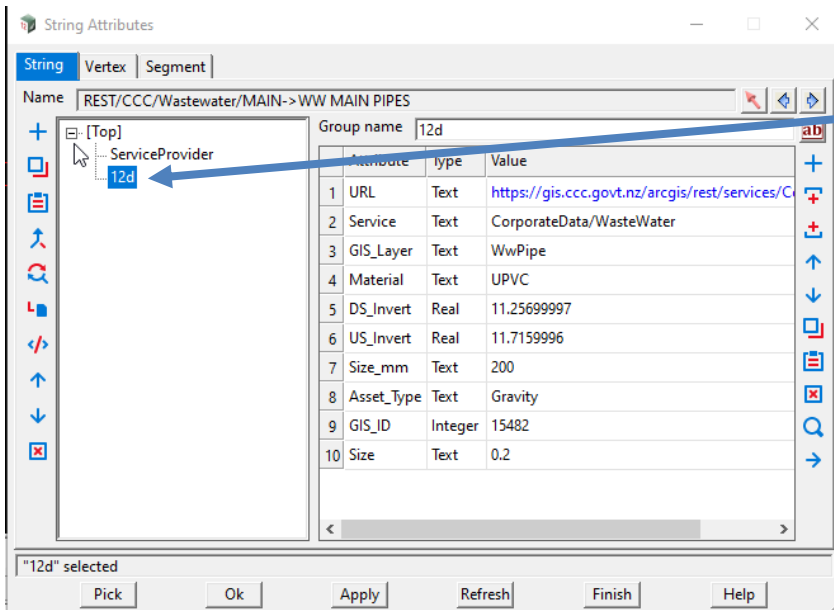 String Attributes
String Vertex Segment
Name REST/CCC/Wastewater/MAIN->WW MAIN PIPES
[Top]
ServiceProvider
12d
Group name 12d
ab
Attribute Type Value
1 URL Text https://gis.ccc.govt.nz/arcgis/rest/services/C
2 Service Text CorporateData/WasteWater
3 GIS_Layer Text WwPipe
4 Material Text UPVC
5 DS_Invert Real 11.25699997
6 US_Invert Real 11.7159996
7 Size_mm Text 200
8 Asset_Type Text Gravity
9 GIS_ID Integer 15482
10 Size Text 0.2
"12d" selected
Pick Ok Apply Refresh Finish Help